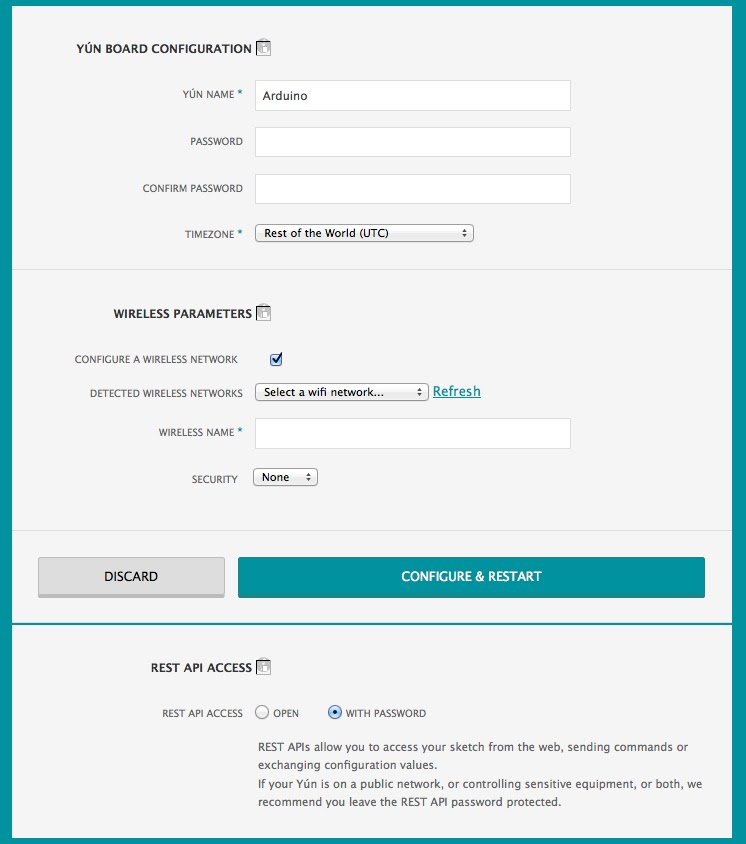 YÚN BOARD CONFIGURATION
YÚN NAME *
Arduino
PASSWORD
CONFIRM PASSWORD
TIMEZONE *
Rest of the World (UTC)
WIRELESS PARAMETERS
CONFIGURE A WIRELESS NETWORK
DETECTED WIRELESS NETWORKS
Select a wifi network...
Refresh
WIRELESS NAME *
SECURITY
None
DISCARD
CONFIGURE & RESTART
REST API ACCESS
REST API ACCESS
OPEN
WITH PASSWORD
REST APIs allow you to access your sketch from the web, sending commands or
exchanging configuration values.
If your Yún is on a public network, or controlling sensitive equipment, or both, we
recommend you leave the REST API password protected.